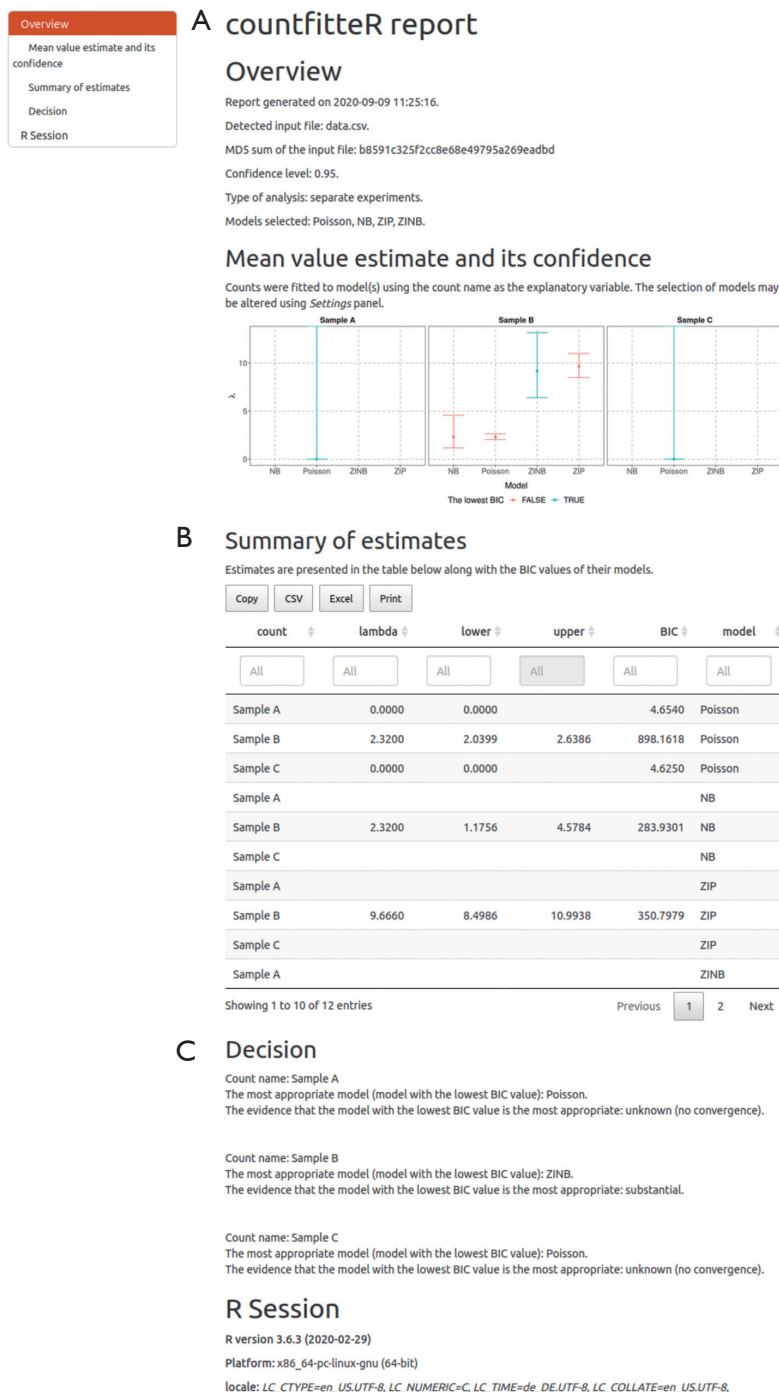 Overview
Mean value estimate and its
confidence
Summary of estimates
Decision
R Session
A countfitteR report
Overview
Report generated on 2020-09-09 11:25:16.
Detected input file: data.csv.
MD5 sum of the input file: b8591c325f2cc8e68e49795a269eadbd
Confidence level: 0.95.
Type of analysis: separate experiments.
Models selected: Poisson, NB, ZIP, ZINB.
Mean value estimate and its confidence
Counts were fitted to model(s) using the count name as the explanatory variable. The selection of models may
be altered using Settings panel.
Sample A Sample B Sample C
10
λ
5
0
NB Poisson ZINB ZIP NB Poisson ZINB ZIP NB Poisson ZINB ZIP
Model
The lowest BIC FALSE TRUE
B Summary of estimates
Estimates are presented in the table below along with the BIC values of their models.
Copy CSV Excel Print
count lambda lower upper BIC model
All All All All All All
Sample A 0.0000 0.0000 4.6540 Poisson
Sample B 2.3200 2.0399 2.6386 898.1618 Poisson
Sample C 0.0000 0.0000 4.6250 Poisson
Sample A NB
Sample B 2.3200 1.1756 4.5784 283.9301 NB
Sample C NB
Sample A ZIP
Sample B 9.6660 8.4986 10.9938 350.7979 ZIP
Sample C ZIP
Sample A ZINB
Showing 1 to 10 of 12 entries Previous 1 2 Next
C Decision
Count name: Sample A
The most appropriate model (model with the lowest BIC value): Poisson.
The evidence that the model with the lowest BIC value is the most appropriate: unknown (no convergence).
Count name: Sample B
The most appropriate model (model with the lowest BIC value): ZINB.
The evidence that the model with the lowest BIC value is the most appropriate: substantial.
Count name: Sample C
The most appropriate model (model with the lowest BIC value): Poisson.
The evidence that the model with the lowest BIC value is the most appropriate: unknown (no convergence).
R Session
R version 3.6.3 (2020-02-29)
Platform: x86_64-pc-linux-gnu (64-bit)
locale: LC_CTYPE=en_US.UTF-8, LC_NUMERIC=C, LC_TIME=de_DE.UTF-8, LC_COLLATE=en_US.UTF-8,